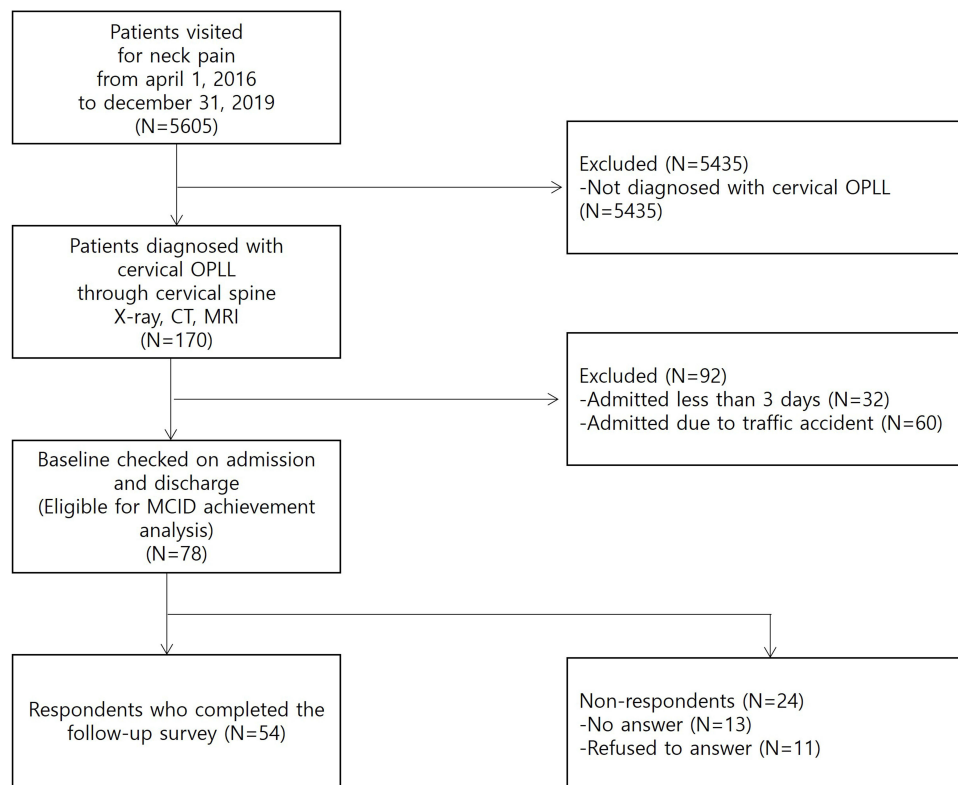 Patients visited
for neck pain
from april 1, 2016
to december 31, 2019
(N=5605)
Excluded (N=5435)
-Not diagnosed with cervical OPLL
(N=5435)
Patients diagnosed with
cervical OPLL
through cervical spine
X-ray, CT, MRI
(N=170)
Excluded (N=92)
-Admitted less than 3 days (N=32)
-Admitted due to traffic accident (N=60)
Baseline checked on admission
and discharge
(Eligible for MCID achievement
analysis)
(N=78)
Respondents who completed the
follow-up survey (N=54)
Non-respondents (N=24)
-No answer (N=13)
-Refused to answer (N=11)